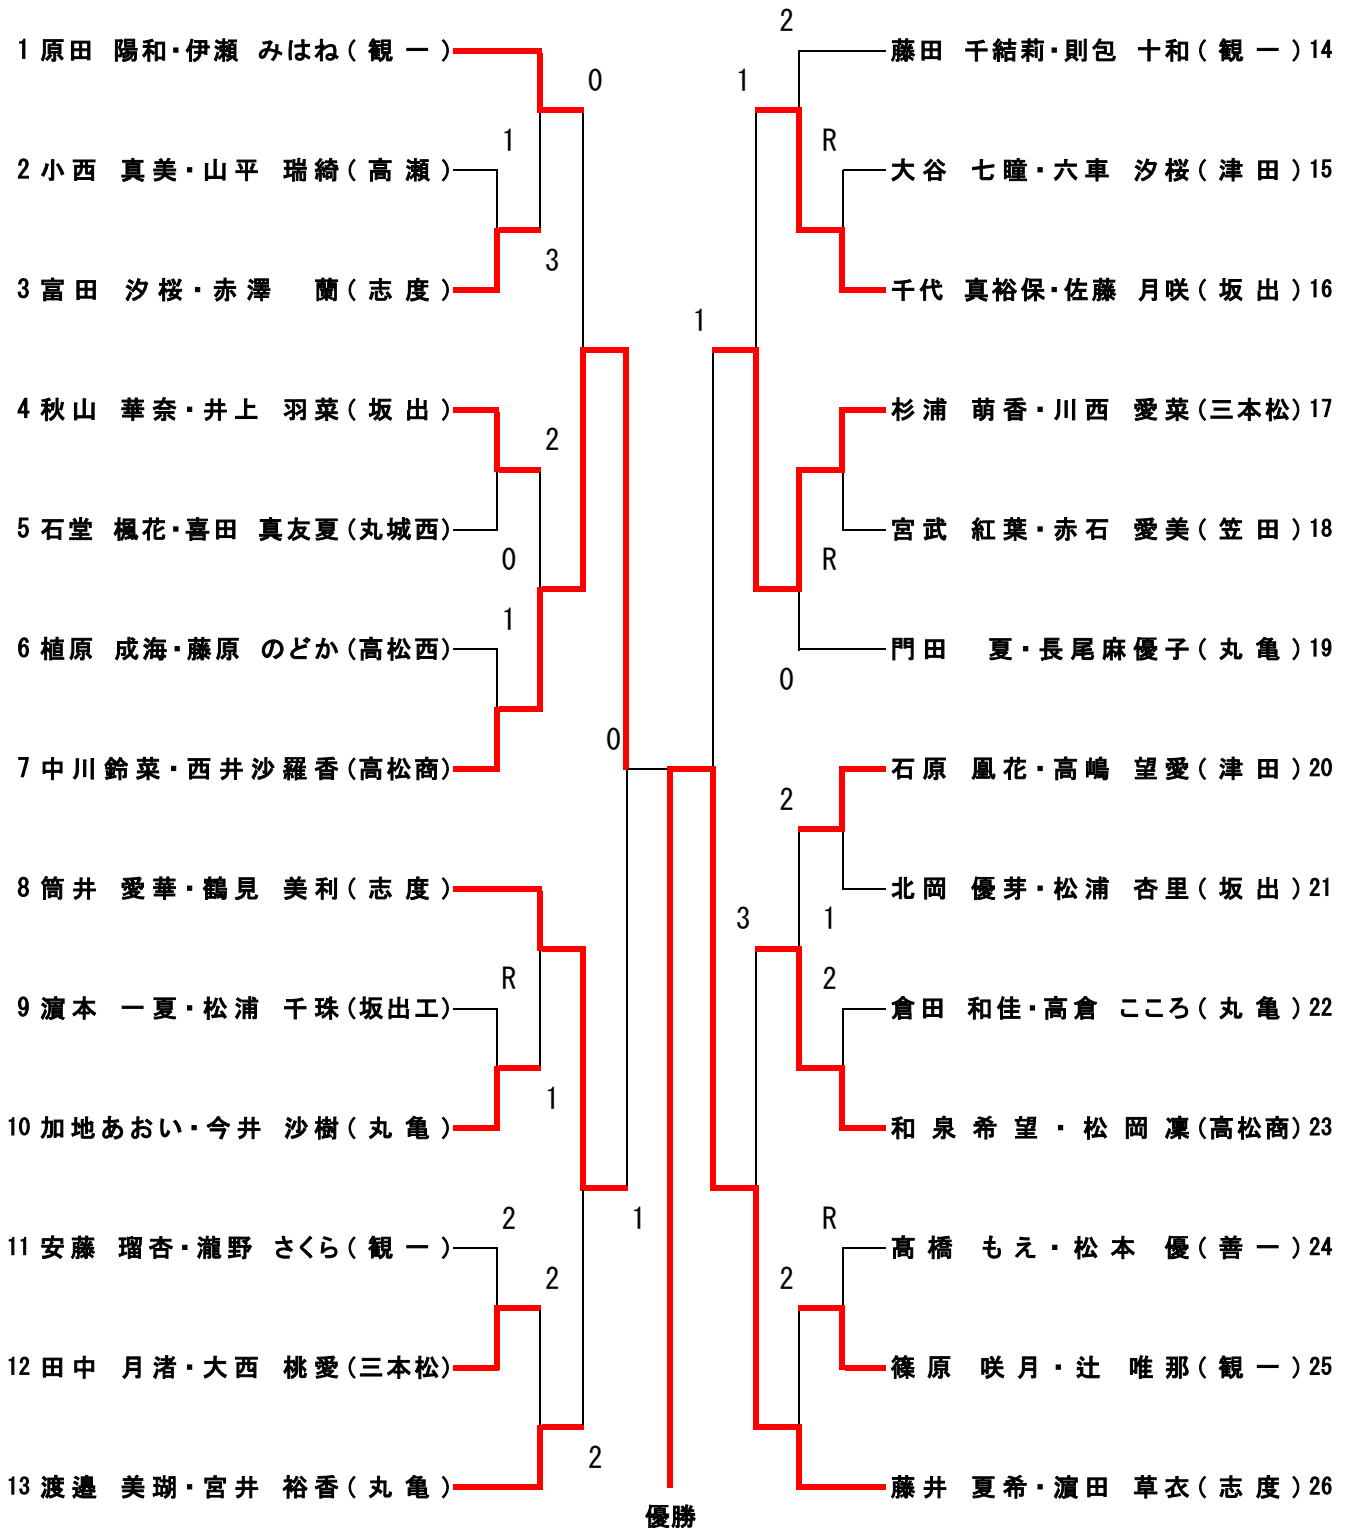 1 原田 陽和・伊瀬 みはね(観一)
2 小西 真美・山平 瑞綺(高瀬)
3 富田 汐桜・赤澤 蘭(志度)
4 秋山 華奈・井上 羽菜(坂出)
5 石堂 楓花・喜田 真友夏(丸城西)
6 植原 成海・藤原 のどか(高松西)
7 中川鈴菜・西井沙羅香(高松商)
8 筒井 愛華・鶴見 美利(志度)
9 濵本 一夏・松浦 千珠(坂出工)
10 加地あおい・今井 沙樹(丸亀)
11 安藤 瑠杏・瀧野 さくら(観一)
12 田中 月渚・大西 桃愛(三本松)
13 渡邉 美瑚・宮井 裕香(丸亀)
0
1
3
2
0
1
0
R
1
2
2
1
2
2
1
R
1
R
0
2
3
1
2
R
2
藤田 千結莉・則包 十和(観一)14
大谷 七瞳・六車 汐桜(津田)15
千代 真裕保・佐藤 月咲(坂出)16
杉浦 萌香・川西 愛菜(三本松)17
宮武 紅葉・赤石 愛美(笠田)18
門田 夏・長尾麻優子(丸亀)19
石原 凰花・高嶋 望愛(津田)20
北岡 優芽・松浦 杏里(坂出)21
倉田 和佳・高倉 こころ(丸亀)22
和泉希望・松岡凜(高松商)23
髙橋 もえ・松本 優(善一)24
篠原 咲月・辻 唯那(観一)25
藤井 夏希・濵田 草衣(志度)26
優勝